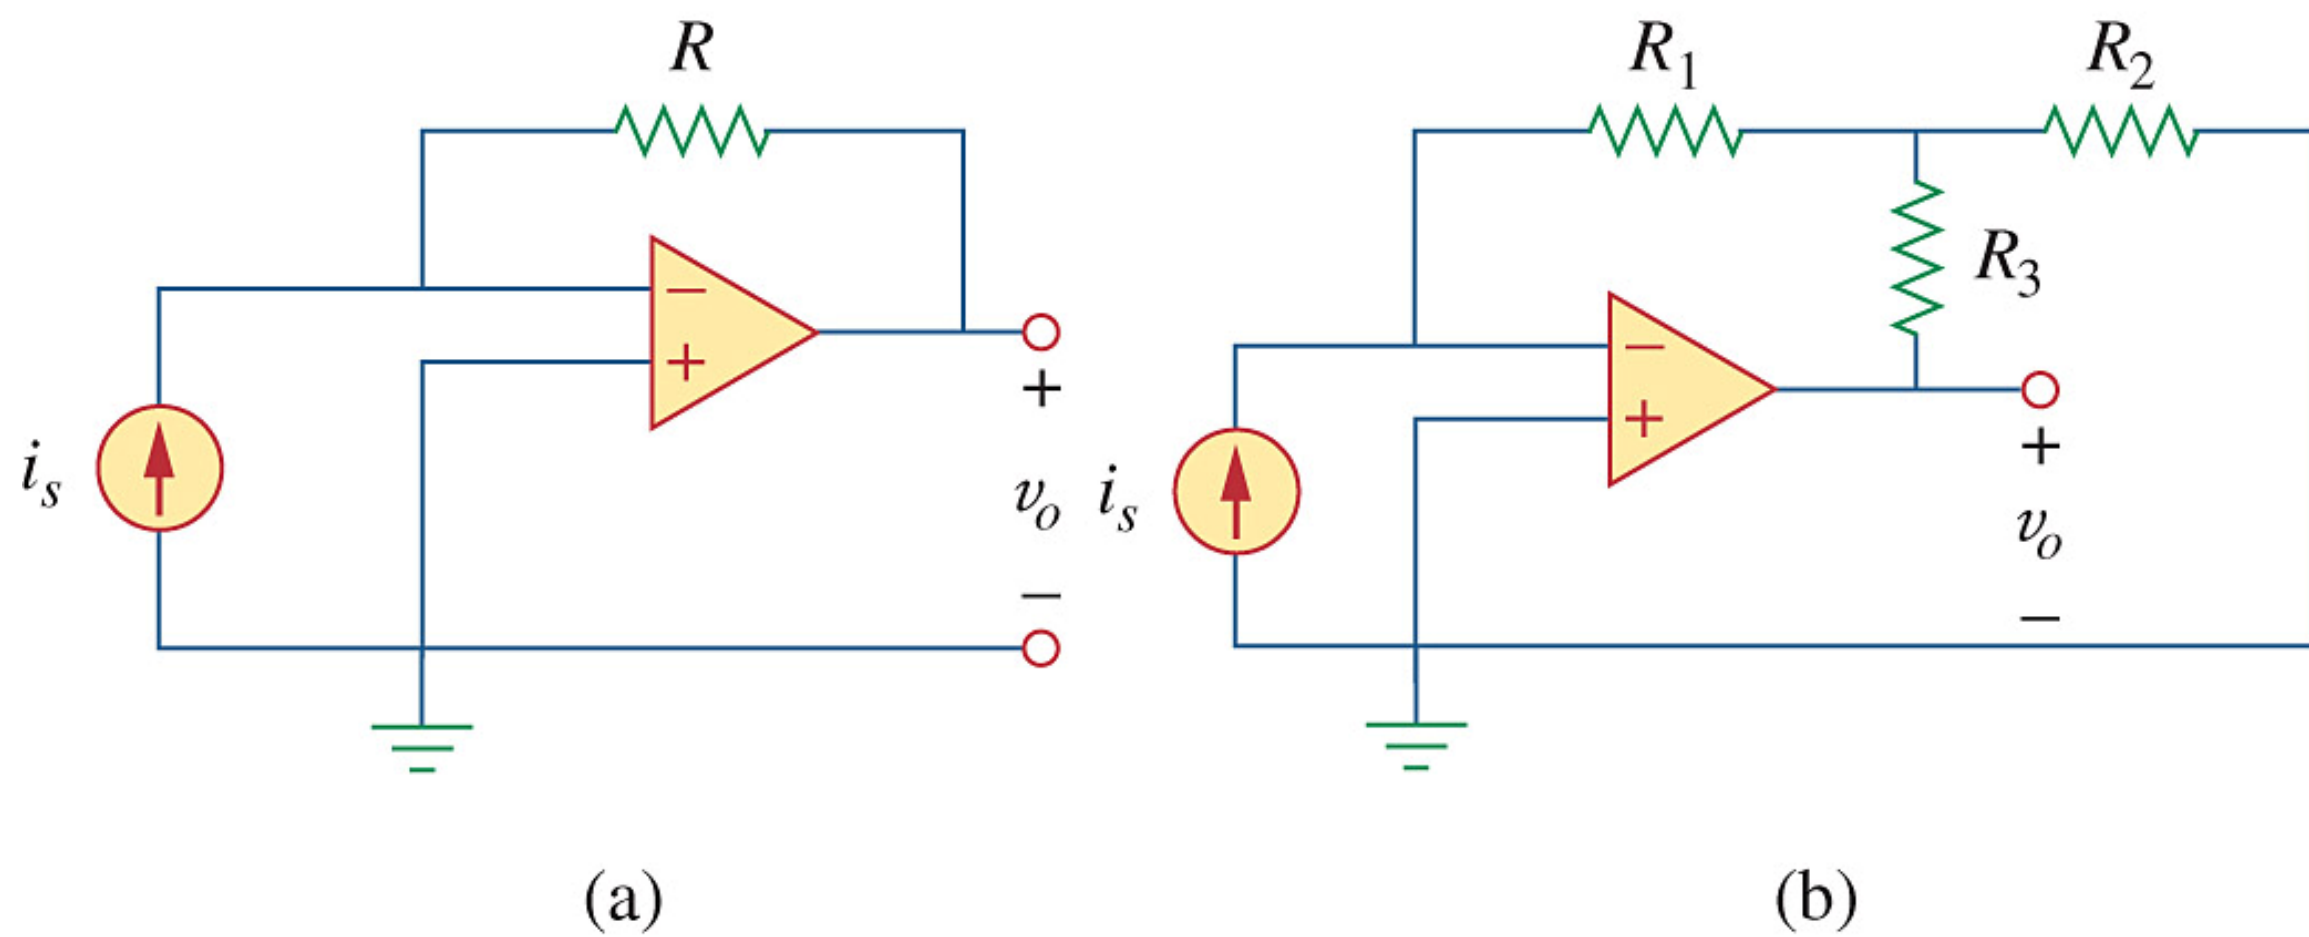 R
R1 R2
R3
− −
+ +
+ +
is vo is vo
− −
(a) (b)